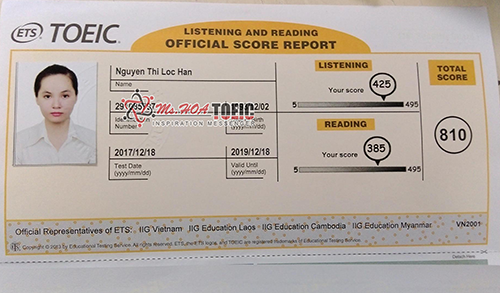 ETS TOEIC®
LISTENING AND READING
OFFICIAL SCORE REPORT
Nguyen Thi Loc Han
Name
Number
Ms.HOA TOEIC
INSPIRATION MESSENGER
2017/12/18
Test Date
(yyyy/mm/dd)
2019/12/18
Valid Until
(yyyy/mm/dd)
LISTENING
Your score
425
5
495
READING
Your score
385
5
495
TOTAL
SCORE
810
Official Representatives of ETS: IIG Vietnam IIG Education Laos IIG Education Cambodia IIG Education Myanmar
VN2001